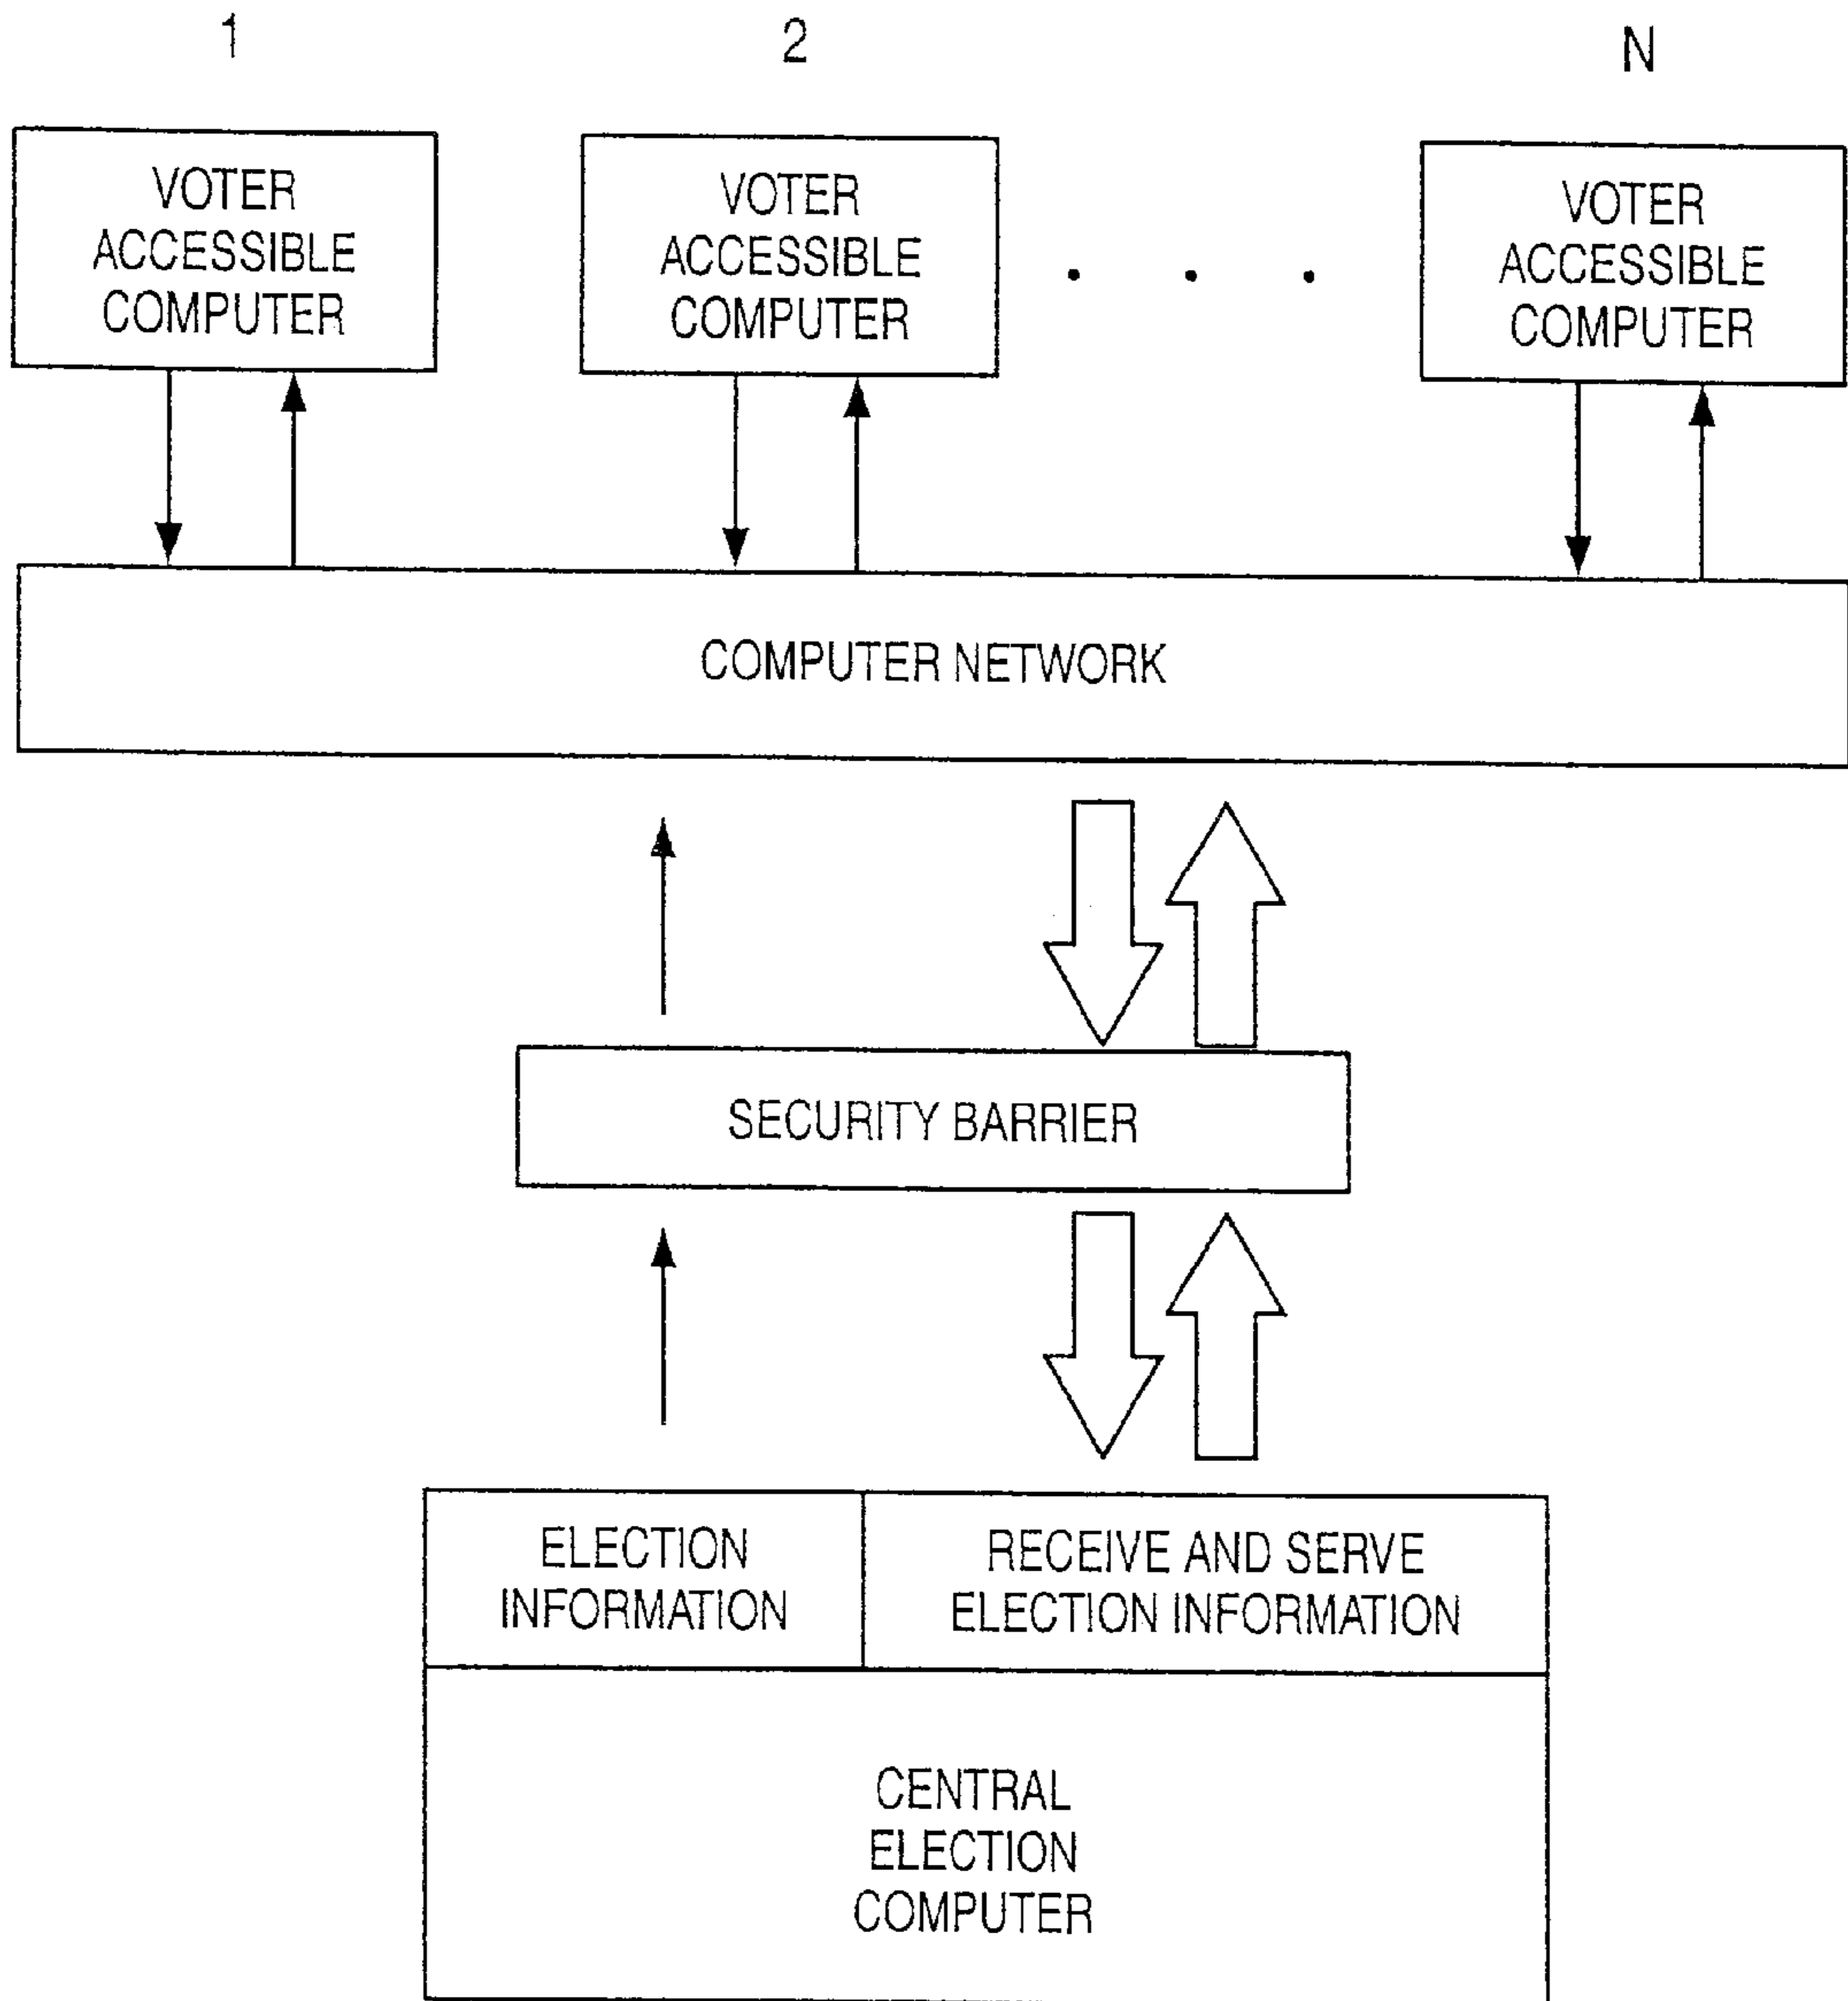 1
2
N
VOTER
ACCESSIBLE
COMPUTER
VOTER
ACCESSIBLE
COMPUTER
VOTER
ACCESSIBLE
COMPUTER
COMPUTER NETWORK
SECURITY BARRIER
ELECTION
INFORMATION
RECEIVE AND SERVE
ELECTION INFORMATION
CENTRAL
ELECTION
COMPUTER